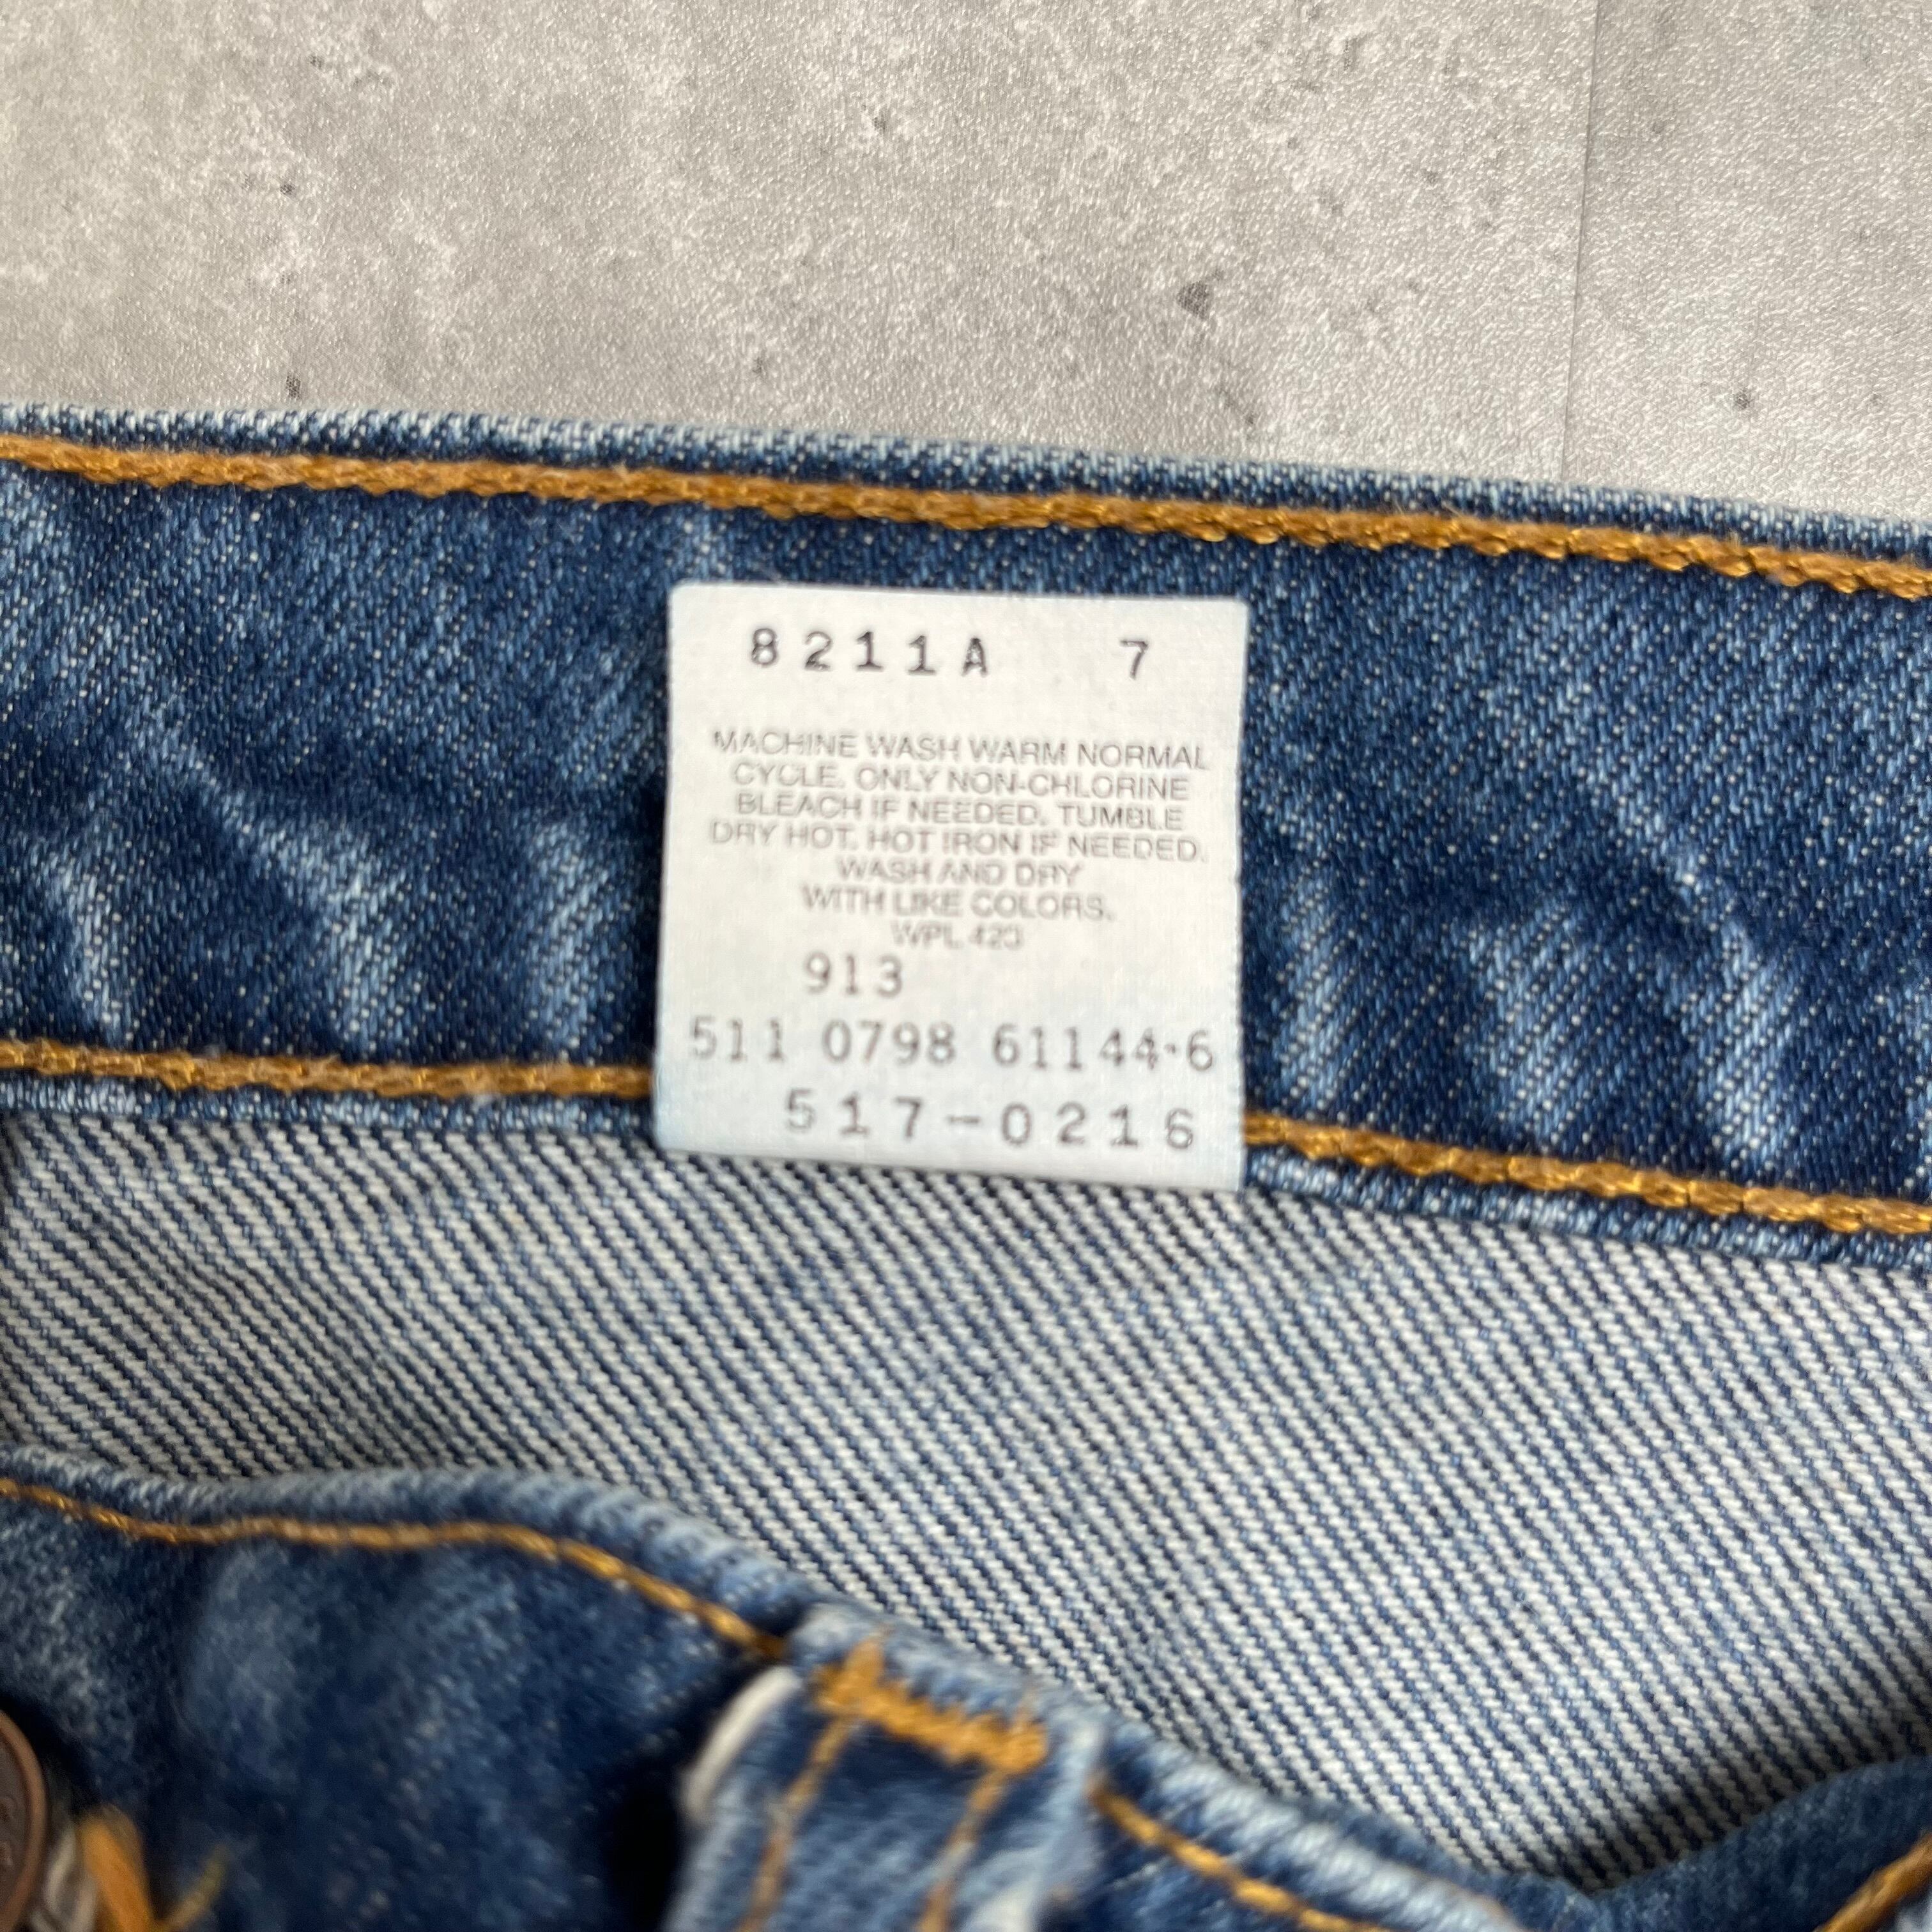 8211A 7
MACHINE WASH WARM NORMAL
CYCLE. ONLY NON-CHLORINE
BLEACH IF NEEDED. TUMBLE
DRY HOT. HOT IRON IF NEEDED.
WASH AND DRY
WITH LIKE COLORS.
WPL 423
913
511 0798 61144-6
517-0216